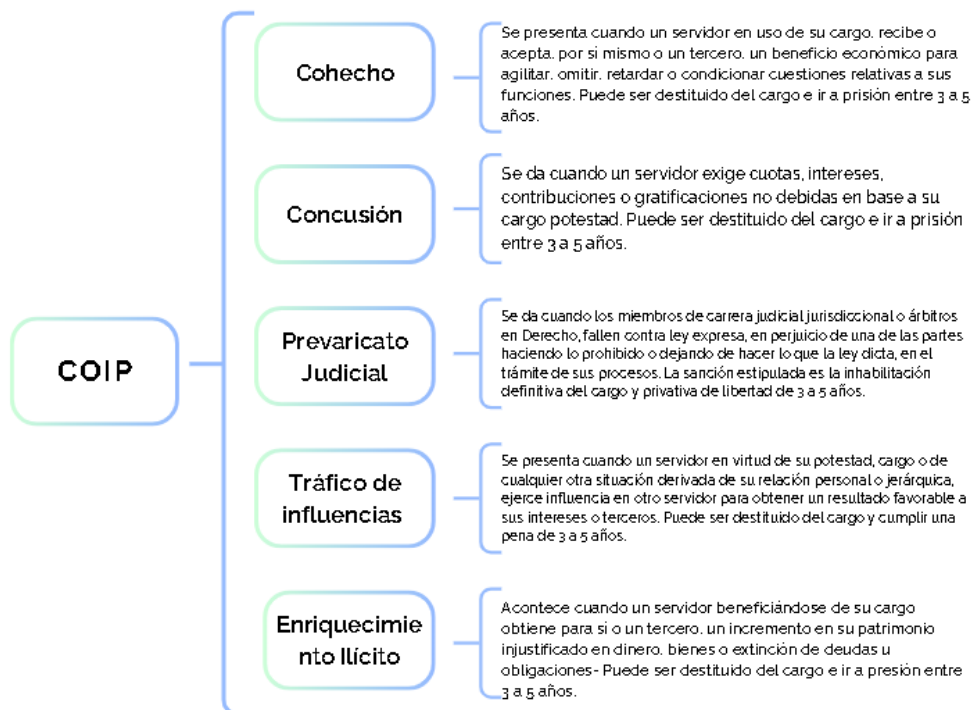 COIP
Cohecho
Se presenta cuando un servidor en uso de su cargo. recibe o
acepta. por si mismo o un tercero. un beneficio económico para
agilitar. omitir. retardar o condicionar cuestiones relativas a sus
funciones. Puede ser destituido del cargo e ir a prisión entre 3 a 5
años.
Concusión
Se da cuando un servidor exige cuotas, intereses,
contribuciones o gratificaciones no debidas en base a su
cargo potestad. Puede ser destituido del cargo e ir a prisión
entre 3 a 5 años.
Prevaricato
Judicial
Se da cuando los miembros de carrera judicial jurisdiccional o árbitros
en Derecho, fallen contra ley expresa, en perjuicio de una de las partes
haciendo lo prohibido o dejando de hacer lo que la ley dicta, en el
trámite de sus procesos. La sanción estipulada es la inhabilitación
definitiva del cargo y privativa de libertad de 3 a 5 años.
Tráfico de
influencias
Se presenta cuando un servidor en virtud de su potestad, cargo o de
cualquier otra situación derivada de su relación personal o jerárquica,
ejerce influencia en otro servidor para obtener un resultado favorable a
sus intereses o terceros. Puede ser destituido del cargo y cumplir una
pena de 3 a 5 años.
Enriquecimie
nto Ilícito
Acontece cuando un servidor beneficiándose de su cargo
obtiene para si o un tercero. un incremento en su patrimonio
injustificado en dinero. bienes o extinción de deudas u
obligaciones- Puede ser destituido del cargo e ir a presión entre
3 a 5 años.